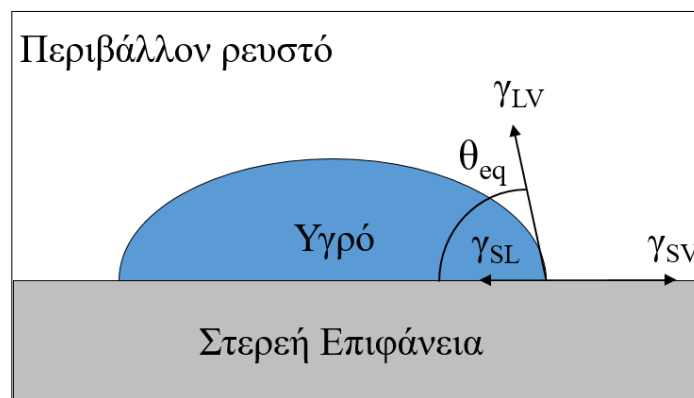 Περιβάλλον ρευστό
γLV
θeq
Υγρό
γSL
γSV
Στερεή Επιφάνεια